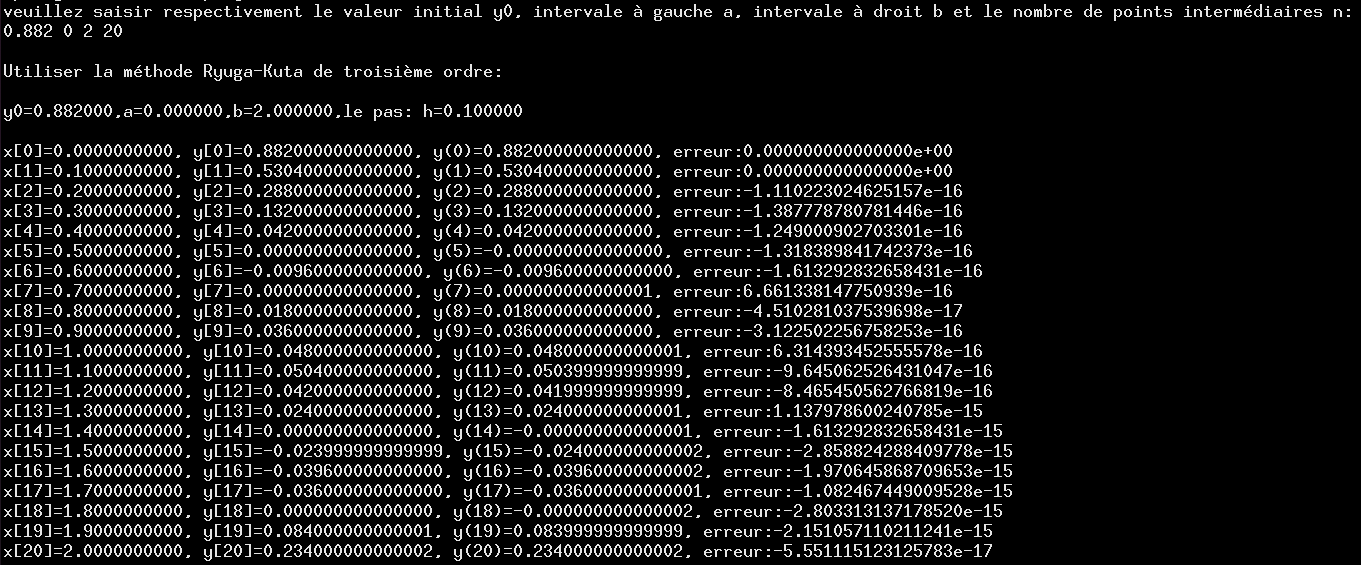 veuillez saisir respectivement le valeur initial y0, intervale à gauche a, intervale à droit b et le nombre de points intermédiaires n:
0.882 0 2 20
Utiliser la méthode Ryuga-Kuta de troisième ordre:
y0=0.882000,a=0.000000,b=2.000000,le pas: h=0.100000
x[0]=0.0000000000, y[0]=0.882000000000000, y(0)=0.882000000000000, erreur:0.000000000000000e+00
x[1]=0.1000000000, y[1]=0.530400000000000, y(1)=0.530400000000000, erreur:0.000000000000000e+00
x[2]=0.2000000000, y[2]=0.288000000000000, y(2)=0.288000000000000, erreur:-1.110223024625157e-16
x[3]=0.3000000000, y[3]=0.132000000000000, y(3)=0.132000000000000, erreur:-1.387778780781446e-16
x[4]=0.4000000000, y[4]=0.042000000000000, y(4)=0.042000000000000, erreur:-1.249000902703301e-16
x[5]=0.5000000000, y[5]=0.000000000000000, y(5)=-0.000000000000000, erreur:-1.318389841742373e-16
x[6]=0.6000000000, y[6]=-0.009600000000000, y(6)=-0.009600000000000, erreur:-1.613292832658431e-16
x[7]=0.7000000000, y[7]=0.000000000000000, y(7)=0.000000000000001, erreur:6.661338147750939e-16
x[8]=0.8000000000, y[8]=0.018000000000000, y(8)=0.018000000000000, erreur:-4.510281037539698e-17
x[9]=0.9000000000, y[9]=0.036000000000000, y(9)=0.036000000000000, erreur:-3.122502256758253e-16
x[10]=1.0000000000, y[10]=0.048000000000000, y(10)=0.048000000000001, erreur:6.314393452555578e-16
x[11]=1.1000000000, y[11]=0.050400000000000, y(11)=0.050399999999999, erreur:-9.645062526431047e-16
x[12]=1.2000000000, y[12]=0.042000000000000, y(12)=0.041999999999999, erreur:-8.465450562766819e-16
x[13]=1.3000000000, y[13]=0.024000000000000, y(13)=0.024000000000001, erreur:1.137978600240785e-15
x[14]=1.4000000000, y[14]=0.000000000000000, y(14)=-0.000000000000001, erreur:-1.613292832658431e-15
x[15]=1.5000000000, y[15]=-0.023999999999999, y(15)=-0.024000000000002, erreur:-2.858824288409778e-15
x[16]=1.6000000000, y[16]=-0.039600000000000, y(16)=-0.039600000000002, erreur:-1.970645868709653e-15
x[17]=1.7000000000, y[17]=-0.036000000000000, y(17)=-0.036000000000001, erreur:-1.082467449009528e-15
x[18]=1.8000000000, y[18]=0.000000000000000, y(18)=-0.000000000000002, erreur:-2.803313137178520e-15
x[19]=1.9000000000, y[19]=0.084000000000001, y(19)=0.083999999999999, erreur:-2.151057110211241e-15
x[20]=2.0000000000, y[20]=0.234000000000002, y(20)=0.234000000000002, erreur:-5.551115123125783e-17